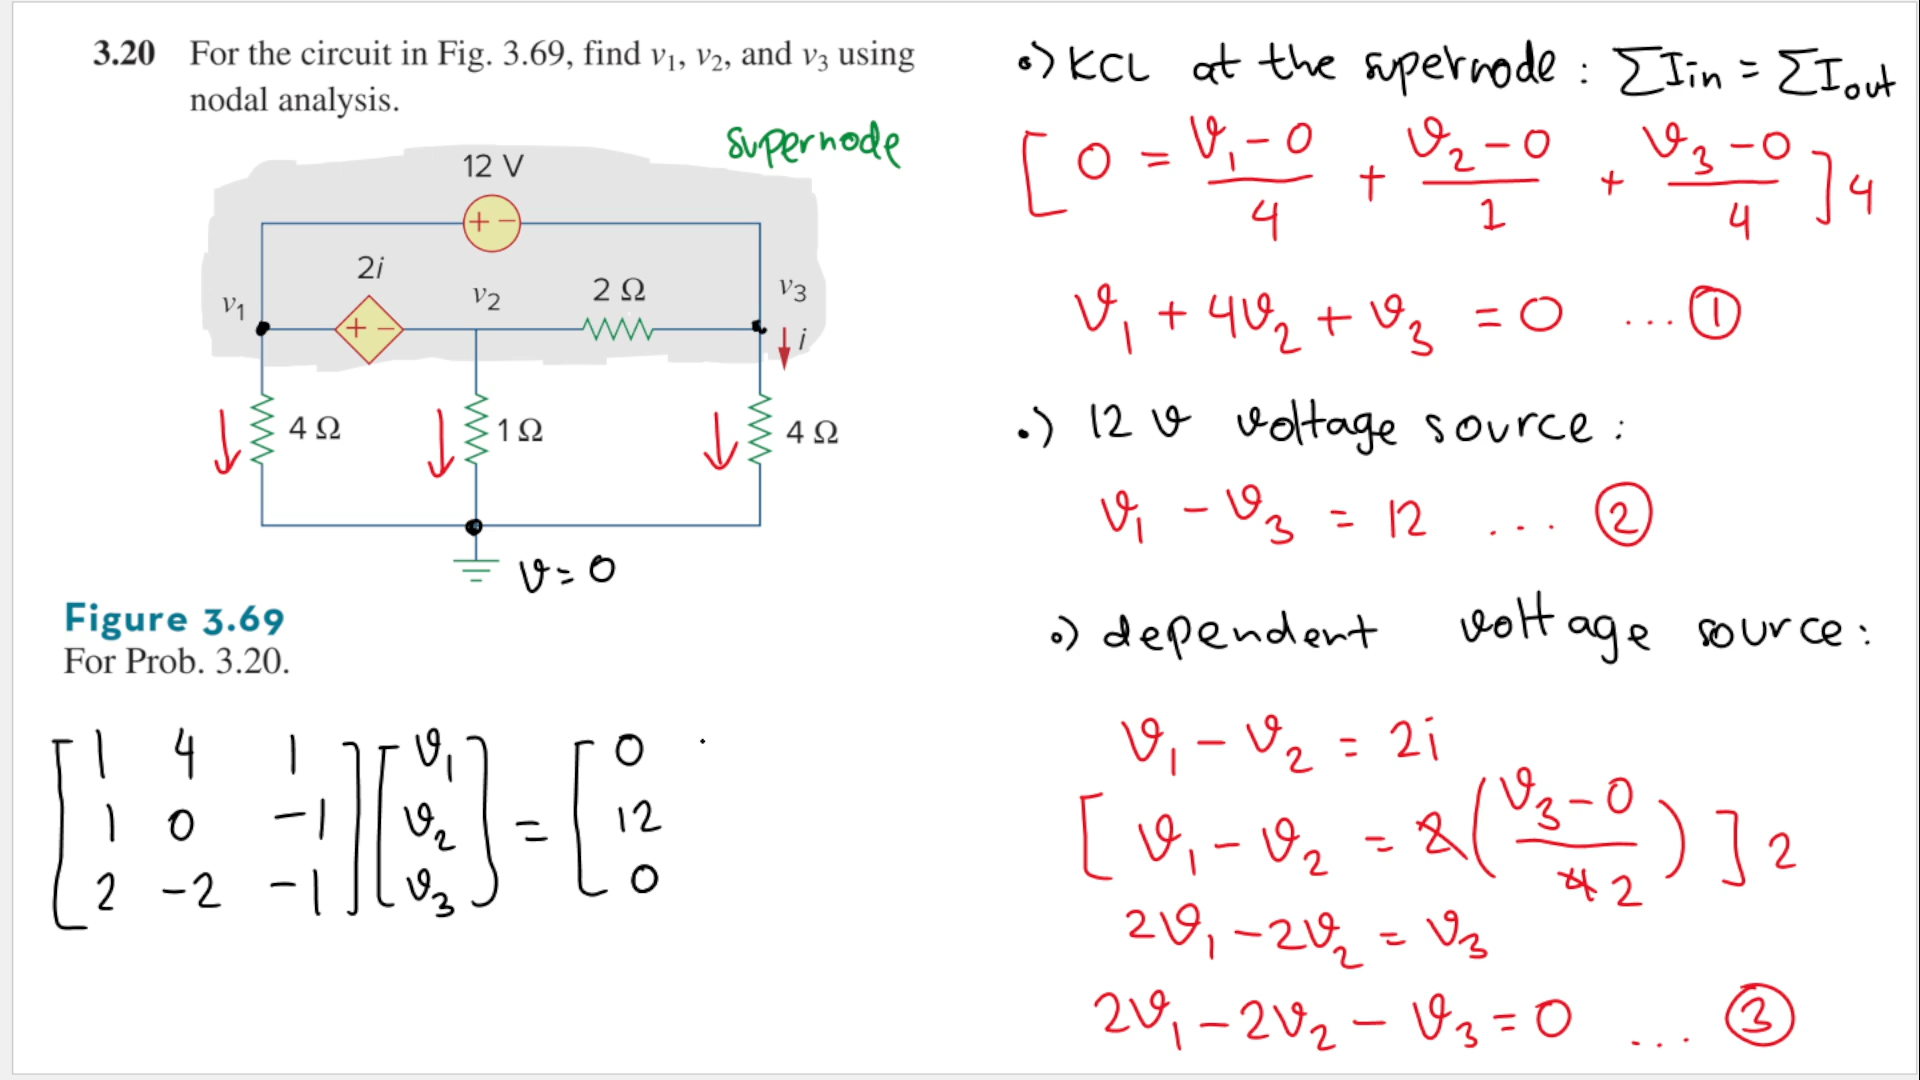 3.20 For the circuit in Fig. 3.69, find v₁, v₂, and v₃ using
nodal analysis.
supernode
12 V
+ −
2i
v₁
+ −
v₂
2 Ω
v₃
i
4 Ω
1 Ω
4 Ω
v = 0
Figure 3.69
For Prob. 3.20.
[1 4 1] [v₁] = [0]
[1 0 −1] [v₂] = [12]
[2 −2 −1] [v₃] = [0]
•) KCL at the supernode : ΣIin = ΣIout
[0 = (v₁ − 0)/4 + (v₂ − 0)/1 + (v₃ − 0)/4] 4
v₁ + 4v₂ + v₃ = 0 ... ①
•) 12 v voltage source :
v₁ − v₃ = 12 ... ②
•) dependent voltage source :
v₁ − v₂ = 2i
[v₁ − v₂ = 2((v₃ − 0)/4 2)] 2
2v₁ − 2v₂ = v₃
2v₁ − 2v₂ − v₃ = 0 ... ③